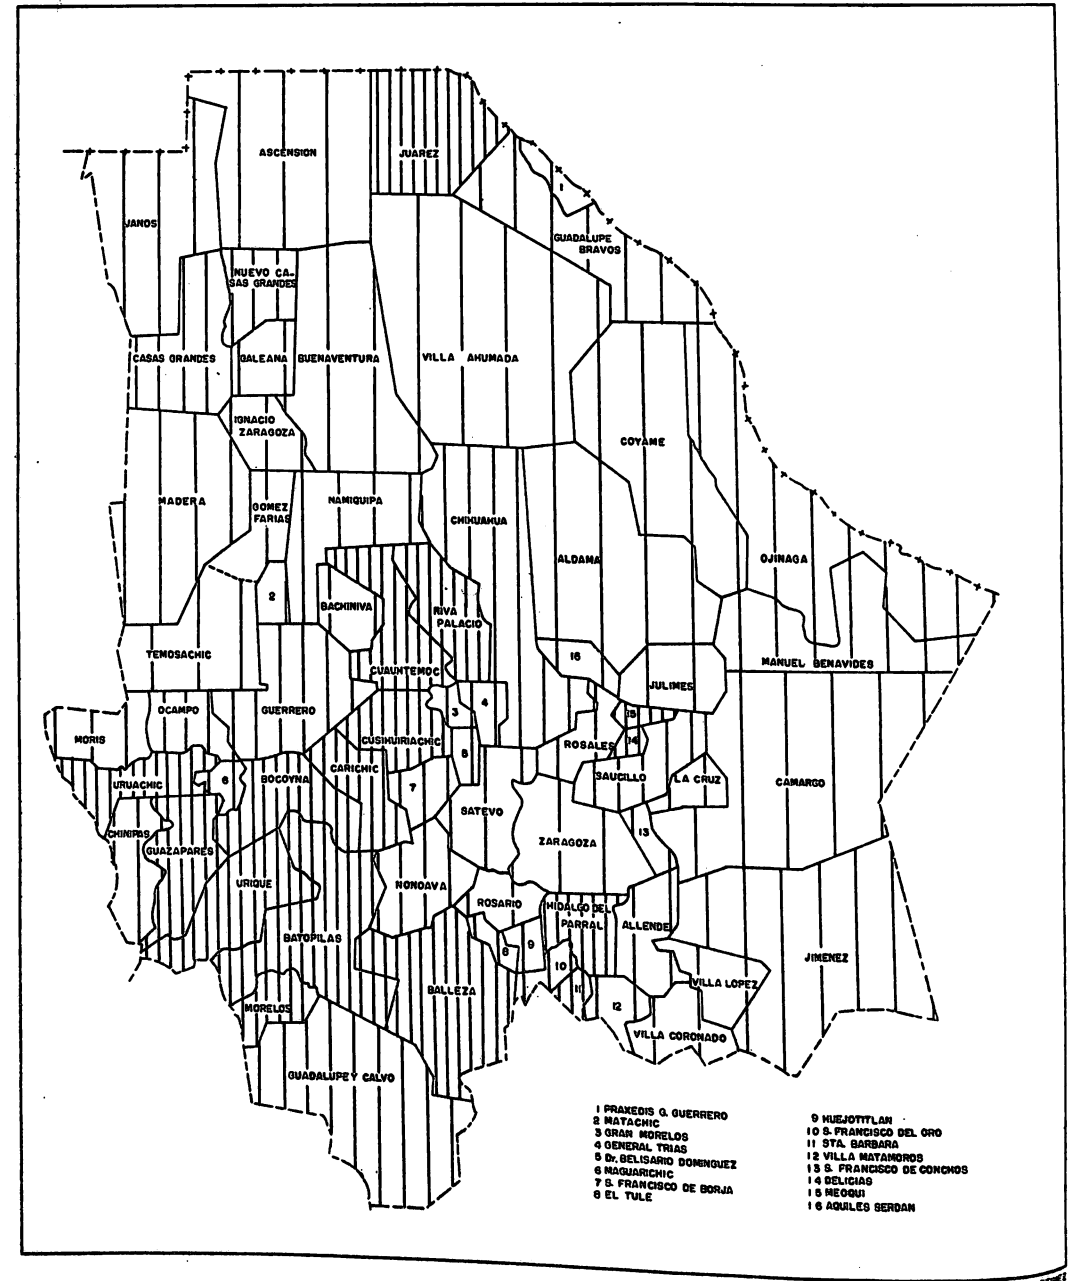 ASCENSION
JUAREZ
1
JANOS
GUADALUPE
BRAVOS
NUEVO CA-
SAS GRANDES
CASAS GRANDES
GALEANA
BUENAVENTURA
VILLA AHUMADA
IGNACIO
ZARAGOZA
COYAME
MADERA
GOMEZ
FARIAS
NAMIQUIPA
CHIHUAHUA
ALDAMA
OJINAGA
2
BACHINIVA
RIVA
PALACIO
TEMOSACHIC
CUAUHTEMOC
16
MANUEL BENAVIDES
JULIMES
OCAMPO
GUERRERO
3
4
15
MORIS
CUSIHUIRIACHIC
5
ROSALES
14
URUACHIC
6
BOCOYNA
CARICHIC
7
SAUCILLO
LA CRUZ
CAMARGO
SATEVO
CHINIPAS
GUAZAPARES
ZARAGOZA
13
URIQUE
NONOAVA
ROSARIO
HIDALGO DEL
PARRAL
ALLENDE
BATOPILAS
8
9
10
JIMENEZ
BALLEZA
11
VILLA LOPEZ
MORELOS
12
VILLA CORONADO
GUADALUPE Y CALVO
1 PRAXEDIS G. GUERRERO
2 MATACHIC
3 GRAN MORELOS
4 GENERAL TRIAS
5 Dr. BELISARIO DOMINGUEZ
6 MAGUARICHIC
7 S. FRANCISCO DE BORJA
8 EL TULE
9 HUEJOTITLAN
10 S. FRANCISCO DEL ORO
11 STA. BARBARA
12 VILLA MATAMOROS
13 S. FRANCISCO DE CONCHOS
14 DELICIAS
15 MEOQUI
16 AQUILES SERDAN